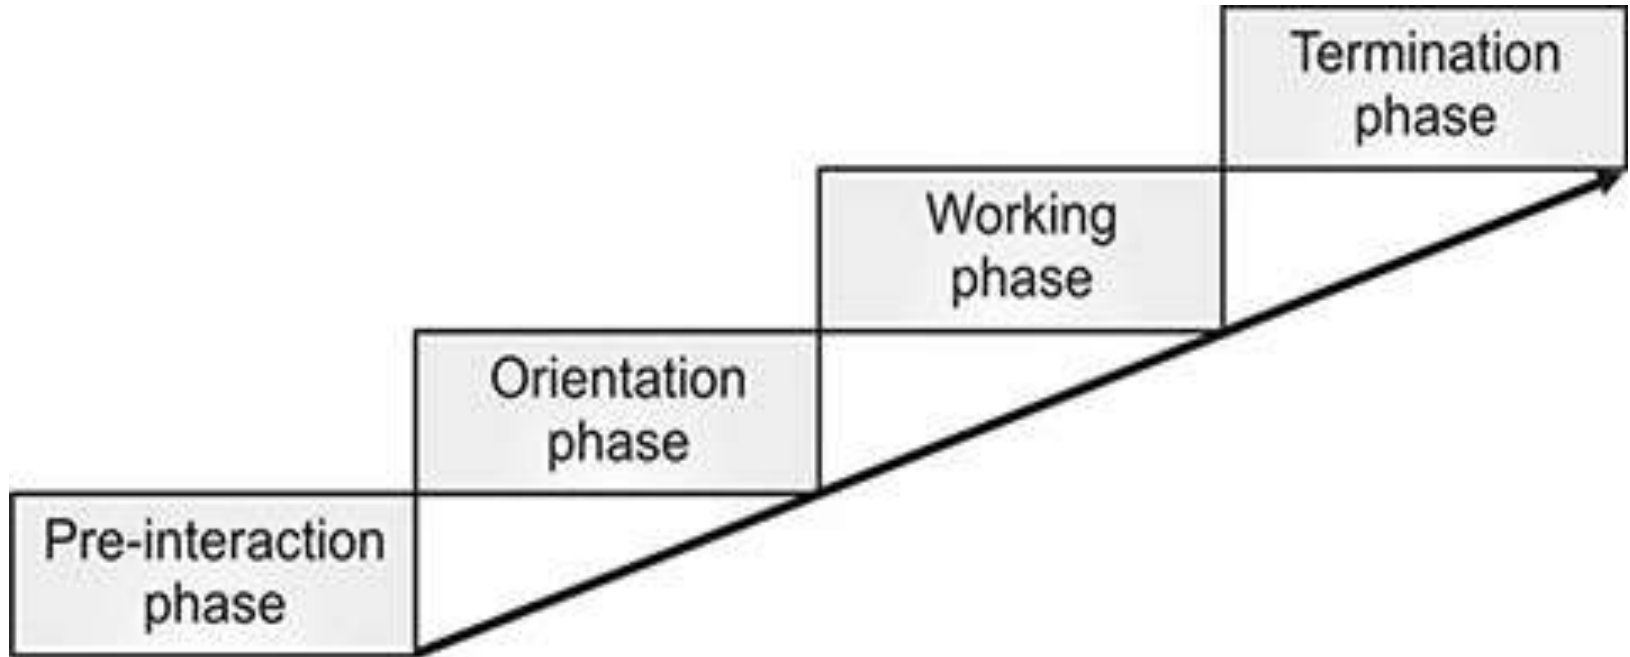 Termination
phase
Working
phase
Orientation
phase
Pre-interaction
phase